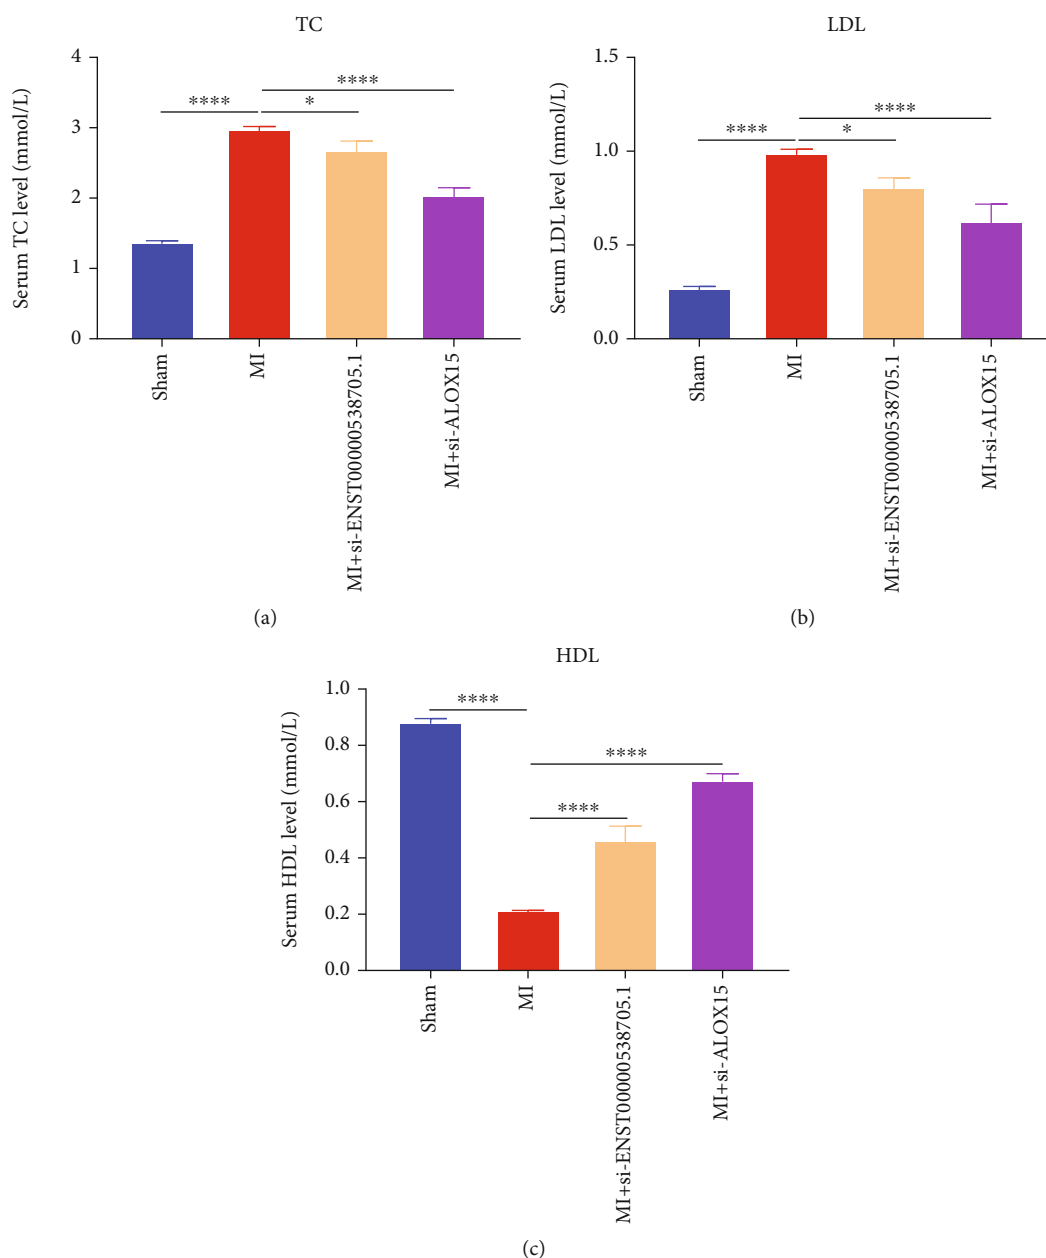 TC
Serum TC level (mmol/L)
4
3
2
1
0
****
*
****
Sham
MI
MI+si-ENST00000538705.1
MI+si-ALOX15
(a)
LDL
Serum LDL level (mmol/L)
1.5
1.0
0.5
0.0
****
*
****
Sham
MI
MI+si-ENST00000538705.1
MI+si-ALOX15
(b)
HDL
Serum HDL level (mmol/L)
1.0
0.8
0.6
0.4
0.2
0.0
****
****
****
Sham
MI
MI+si-ENST00000538705.1
MI+si-ALOX15
(c)